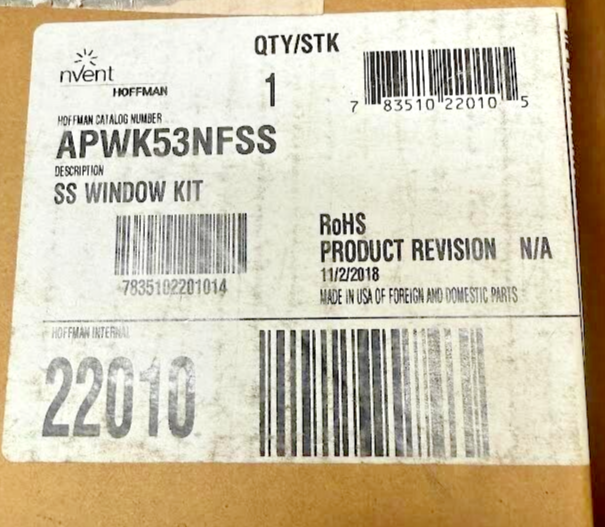 nVent
HOFFMAN
QTY/STK
1
7 83510 22010 5
HOFFMAN CATALOG NUMBER
APWK53NFSS
DESCRIPTION
SS WINDOW KIT
7835102201014
RoHS
PRODUCT REVISION N/A
11/2/2018
MADE IN USA OF FOREIGN AND DOMESTIC PARTS
HOFFMAN INTERNAL
22010